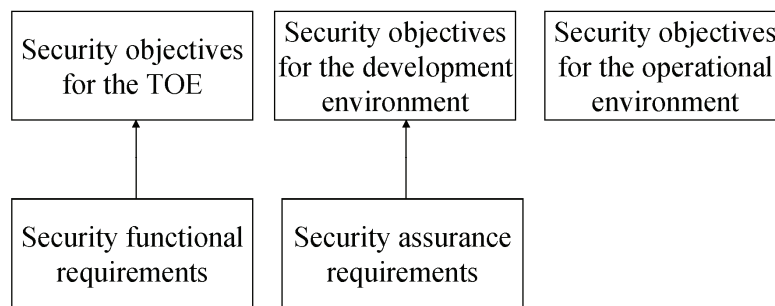 Security objectives
for the TOE
Security objectives
for the development
environment
Security objectives
for the operational
environment
Security functional
requirements
Security assurance
requirements